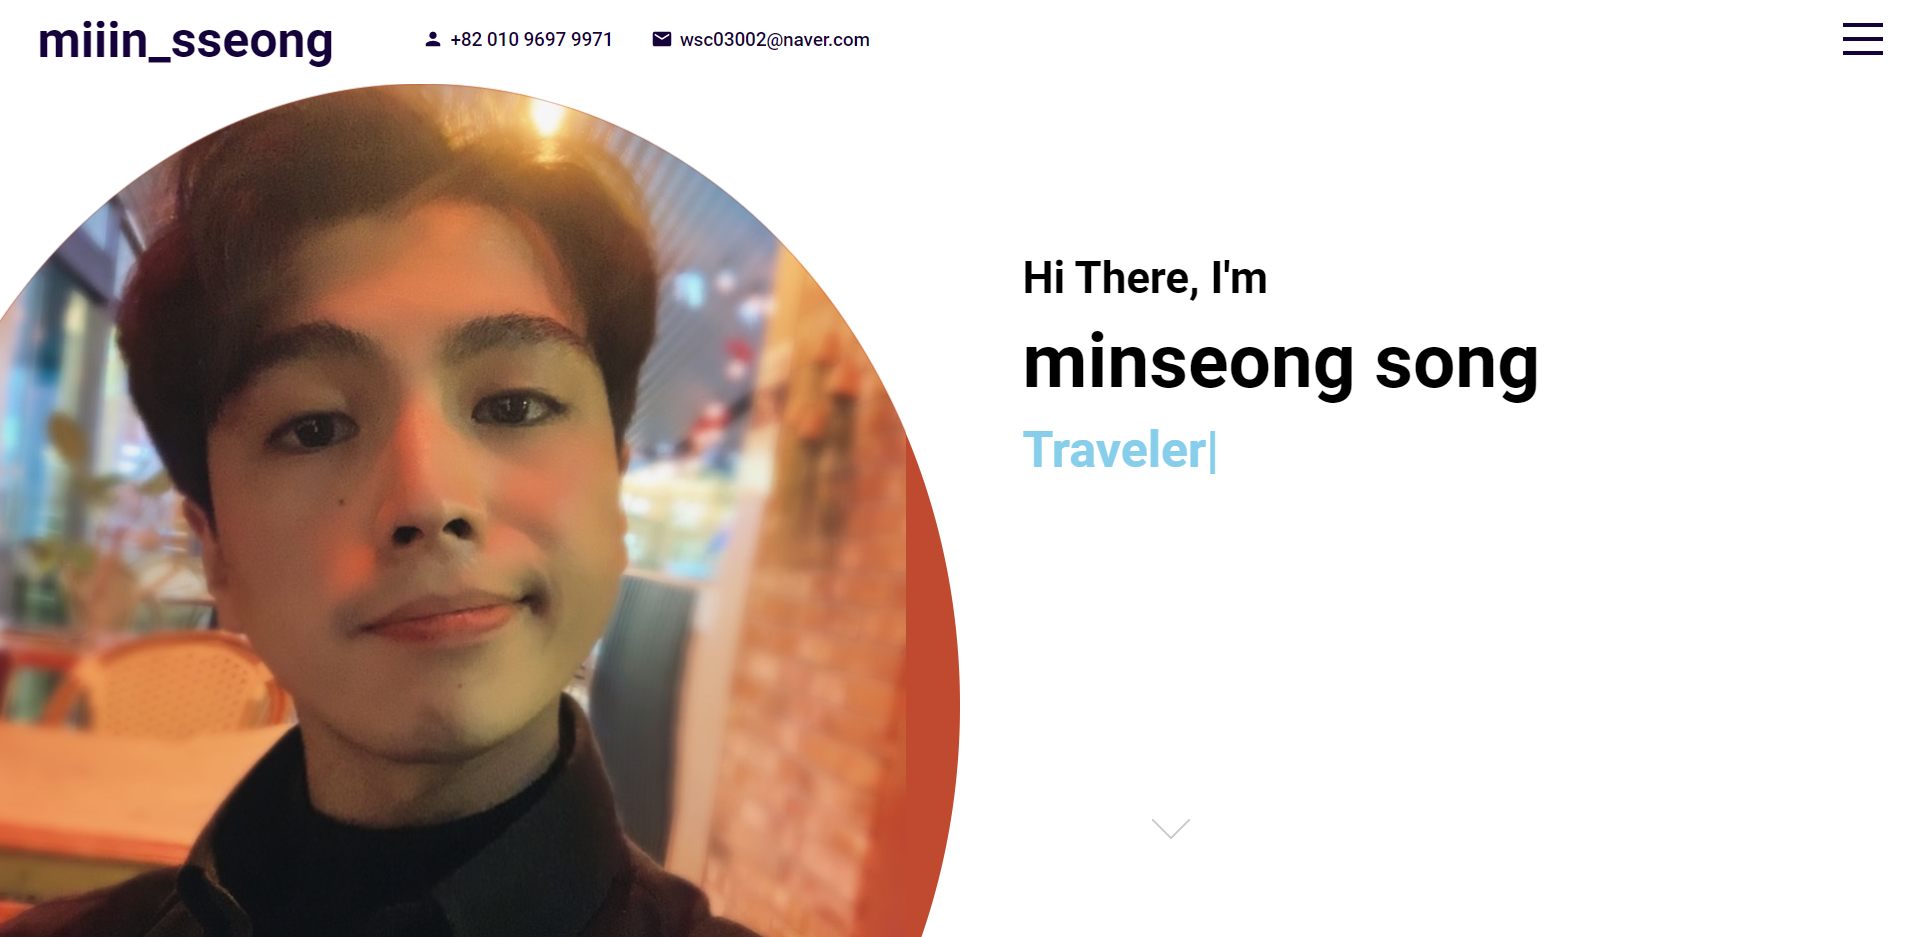 miiin_sseong
+82 010 9697 9971
wsc03002@naver.com
Hi There, I'm
minseong song
Traveler|